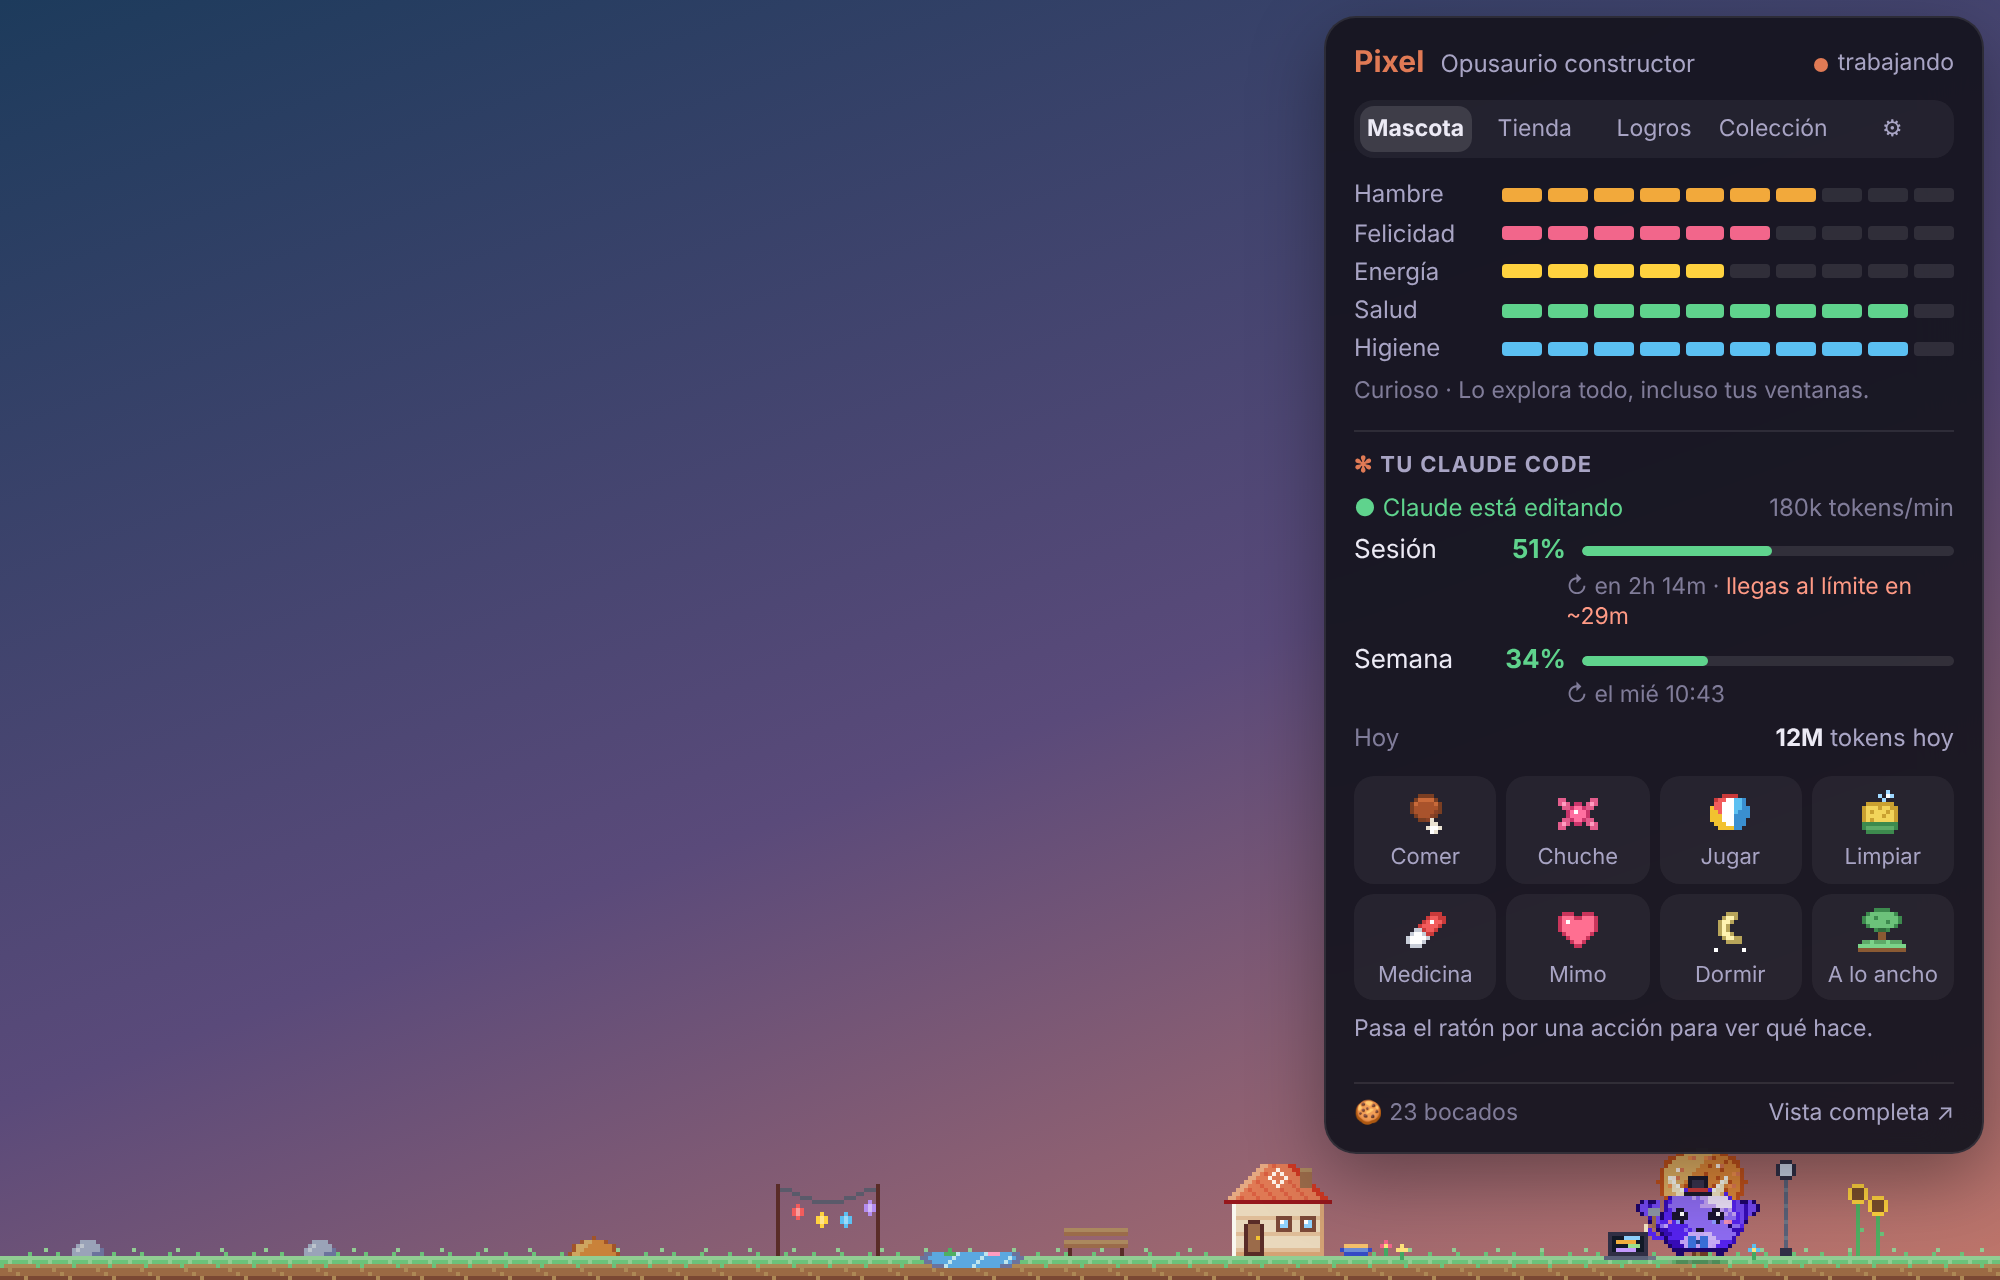 Pixel Opusaurio constructor trabajando
Mascota Tienda Logros Colección ⚙
Hambre
Felicidad
Energía
Salud
Higiene
Curioso · Lo explora todo, incluso tus ventanas.
✻ TU CLAUDE CODE
Claude está editando 180k tokens/min
Sesión 51%
↻ en 2h 14m · llegas al límite en
~29m
Semana 34%
↻ el mié 10:43
Hoy 12M tokens hoy
Comer Chuche Jugar Limpiar
Medicina Mimo Dormir A lo ancho
Pasa el ratón por una acción para ver qué hace.
🍪 23 bocados Vista completa ↗